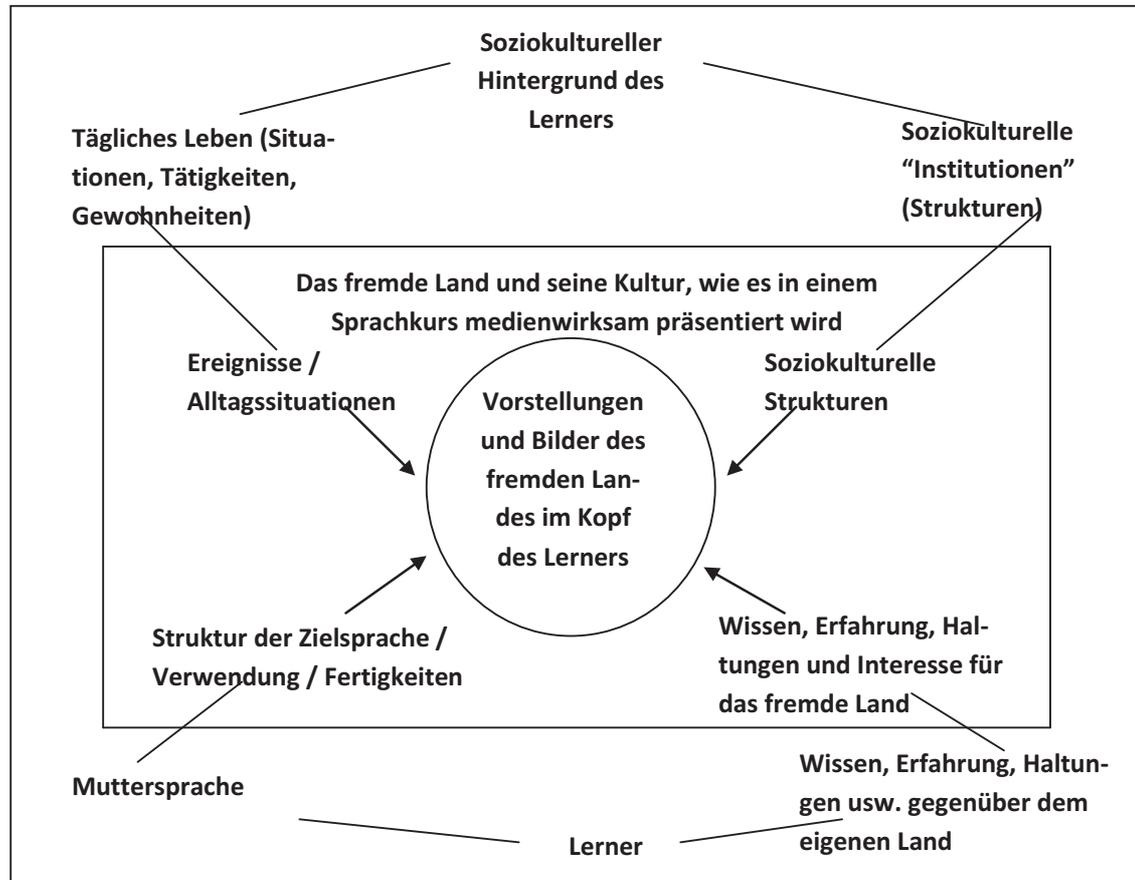 Soziokultureller
Hintergrund des
Lerners
Tägliches Leben (Situa-
tionen, Tätigkeiten,
Gewohnheiten)
Soziokulturelle
“Institutionen”
(Strukturen)
Das fremde Land und seine Kultur, wie es in einem
Sprachkurs medienwirksam präsentiert wird
Ereignisse /
Alltagssituationen
Soziokulturelle
Strukturen
Vorstellungen
und Bilder des
fremden Lan-
des im Kopf
des Lerners
Struktur der Zielsprache /
Verwendung / Fertigkeiten
Wissen, Erfahrung, Hal-
tungen und Interesse für
das fremde Land
Muttersprache
Wissen, Erfahrung, Haltun-
gen usw. gegenüber dem
eigenen Land
Lerner